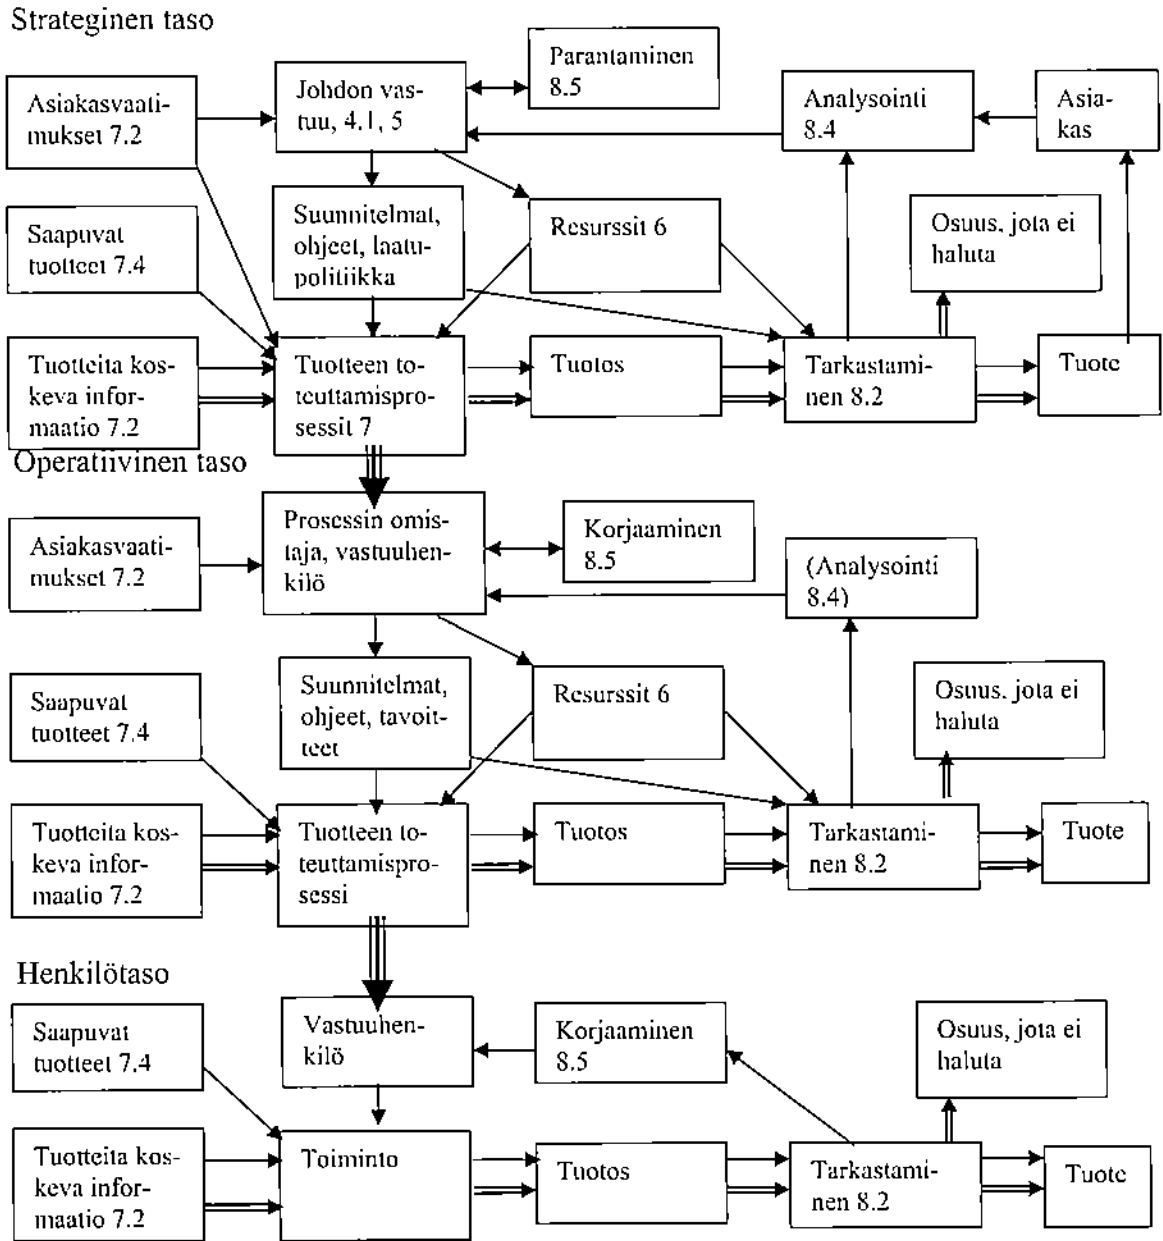 Strateginen taso
Asiakasvaati-
mukset 7.2
Johdon vas-
tuu, 4.1, 5
Parantaminen
8.5
Analysointi
8.4
Asia-
kas
Saapuvat
tuotteet 7.4
Suunnitelmat,
ohjeet, laatu-
politiikka
Resurssit 6
Osuus, jota ei
haluta
Tuotteita kos-
keva infor-
maatio 7.2
Tuotteen to-
teuttamispro-
sessit 7
Tuotos
Tarkastami-
nen 8.2
Tuote
Operatiivinen taso
Asiakasvaati-
mukset 7.2
Prosessin omis-
taja, vastuuhen-
kilö
Korjaaminen
8.5
(Analysointi
8.4)
Saapuvat
tuotteet 7.4
Suunnitelmat,
ohjeet, tavoit-
teet
Resurssit 6
Osuus, jota ei
haluta
Tuotteita kos-
keva infor-
maatio 7.2
Tuotteen to-
teuttamispro-
sessi
Tuotos
Tarkastami-
nen 8.2
Tuote
Henkilötaso
Saapuvat
tuotteet 7.4
Vastuuhen-
kilö
Korjaaminen
8.5
Osuus, jota ei
haluta
Tuotteita kos-
keva infor-
maatio 7.2
Toiminto
Tuotos
Tarkastami-
nen 8.2
Tuote